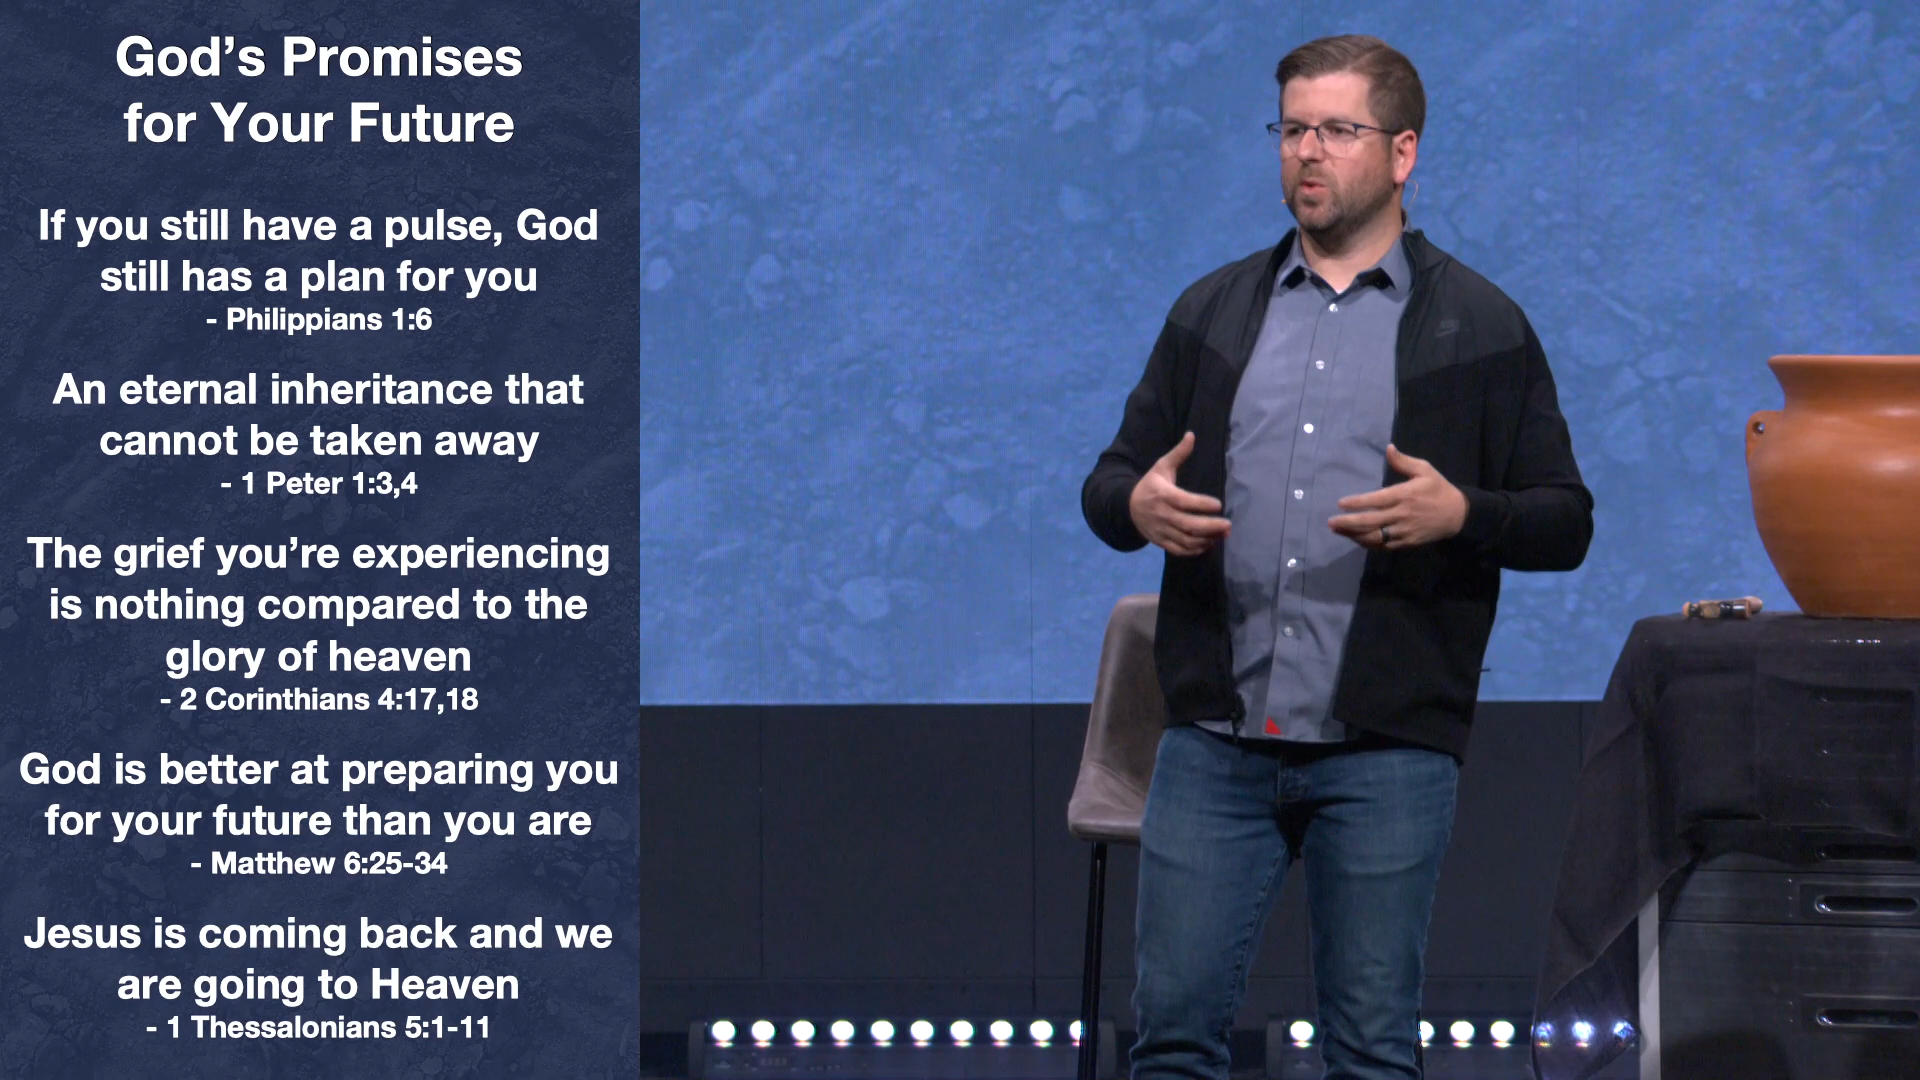 God’s Promises
for Your Future
If you still have a pulse, God
still has a plan for you
- Philippians 1:6
An eternal inheritance that
cannot be taken away
- 1 Peter 1:3,4
The grief you’re experiencing
is nothing compared to the
glory of heaven
- 2 Corinthians 4:17,18
God is better at preparing you
for your future than you are
- Matthew 6:25-34
Jesus is coming back and we
are going to Heaven
- 1 Thessalonians 5:1-11